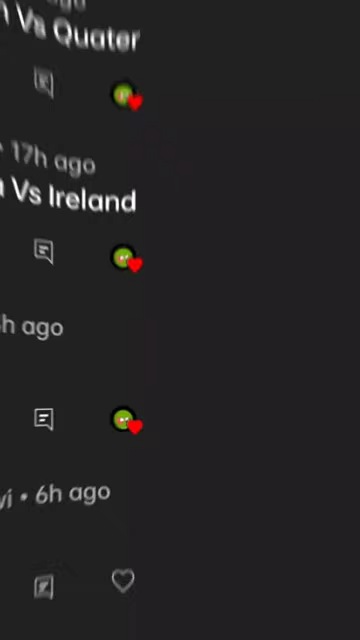 Vs Quater
• 17h ago
Vs Ireland
h ago
• 6h ago